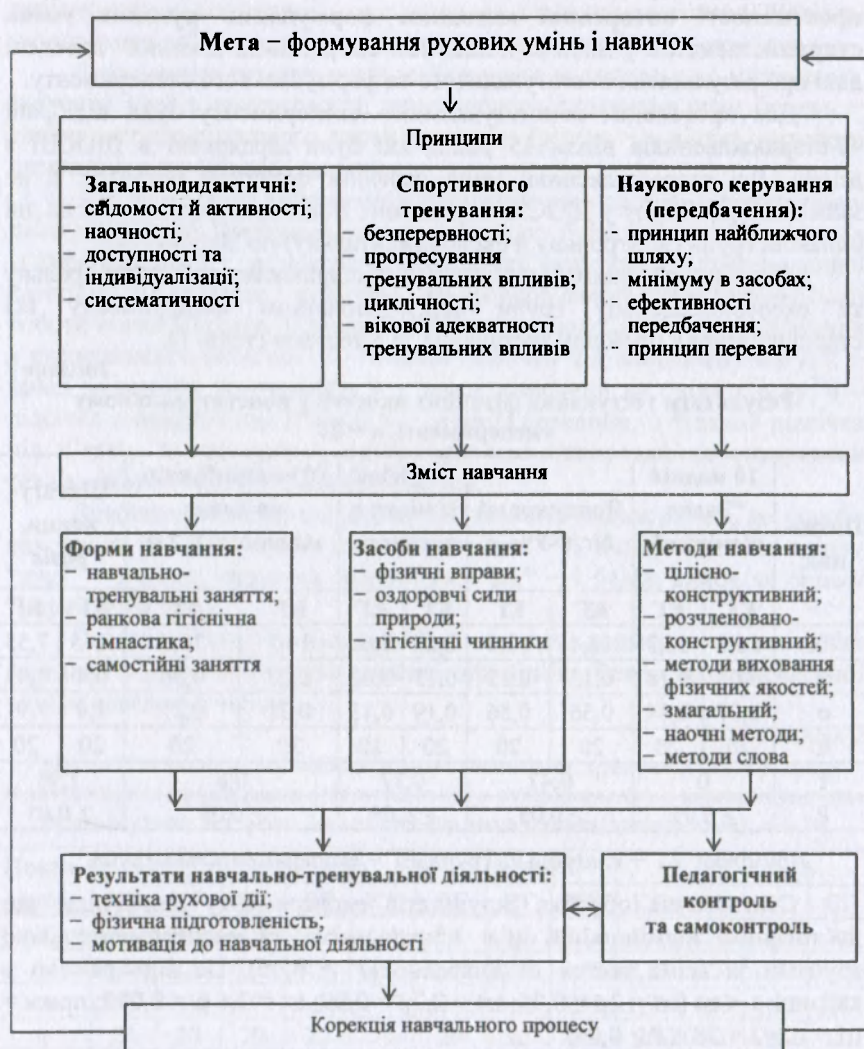 Мета – формування рухових умінь і навичок
Принципи
Загальнодидактичні:
– свідомості й активності;
– наочності;
– доступності та
індивідуалізації;
– систематичності
Спортивного
тренування:
– безперервності;
– прогресування
тренувальних впливів;
– циклічності;
– вікової адекватності
тренувальних впливів
Наукового керування
(передбачення):
– принцип найближчого
шляху;
– мінімуму в засобах;
– ефективності
передбачення;
– принцип переваги
Зміст навчання
Форми навчання:
– навчально-
тренувальні заняття;
– ранкова гігієнічна
гімнастика;
– самостійні заняття
Засоби навчання:
– фізичні вправи;
– оздоровчі сили
природи;
– гігієнічні чинники
Методи навчання:
– цілісно-
конструктивний;
– розчленовано-
конструктивний;
– методи виховання
фізичних якостей;
– змагальний;
– наочні методи;
– методи слова
Результати навчально-тренувальної діяльності:
– техніка рухової дії;
– фізична підготовленість;
– мотивація до навчальної діяльності
Педагогічний
контроль
та самоконтроль
Корекція навчального процесу